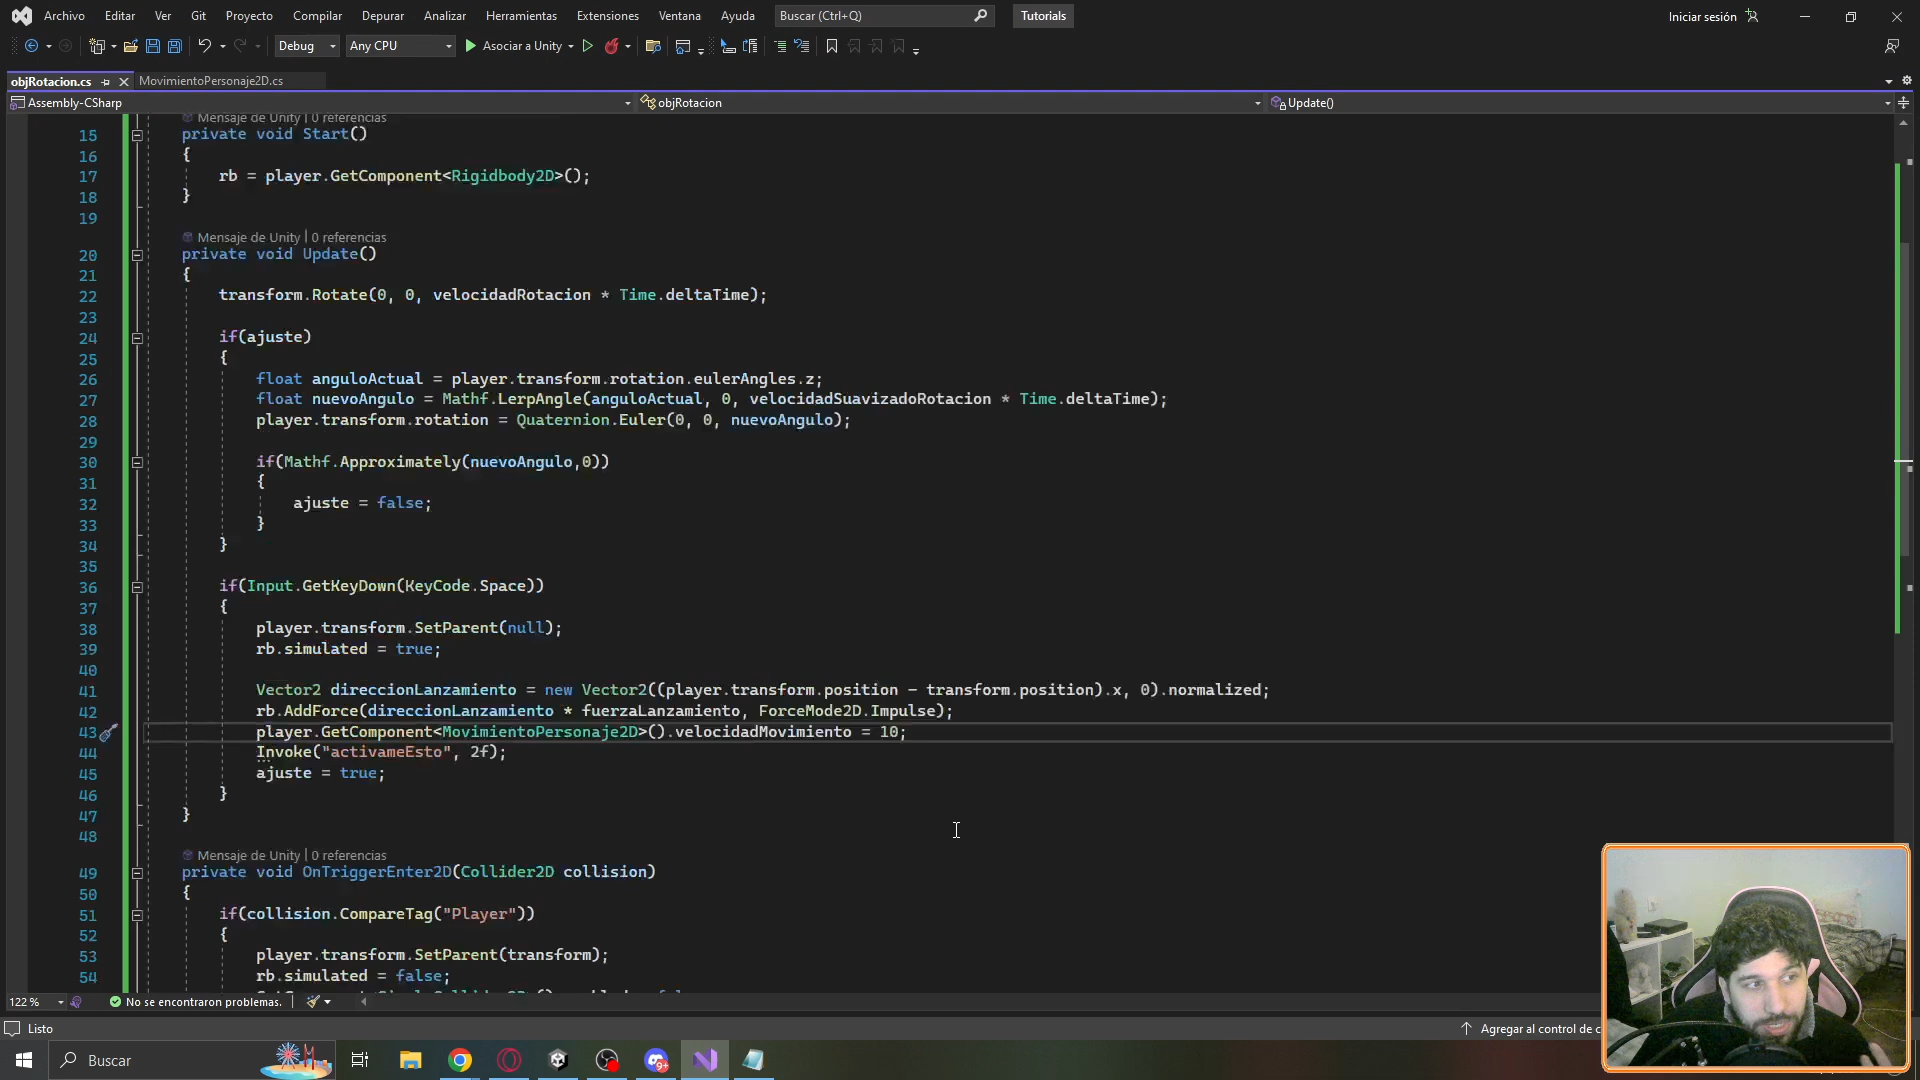 Archivo Editar Ver Git Proyecto Compilar Depurar Analizar Herramientas Extensiones Ventana Ayuda Buscar (Ctrl+Q) Tutorials Iniciar sesión
Debug Any CPU Asociar a Unity
objRotacion.cs MovimientoPersonaje2D.cs
Assembly-CSharp objRotacion Update()
Mensaje de Unity | 0 referencias
15 private void Start()
16 {
17 rb = player.GetComponent<Rigidbody2D>();
18 }
19
Mensaje de Unity | 0 referencias
20 private void Update()
21 {
22 transform.Rotate(0, 0, velocidadRotacion * Time.deltaTime);
23
24 if(ajuste)
25 {
26 float anguloActual = player.transform.rotation.eulerAngles.z;
27 float nuevoAngulo = Mathf.LerpAngle(anguloActual, 0, velocidadSuavizadoRotacion * Time.deltaTime);
28 player.transform.rotation = Quaternion.Euler(0, 0, nuevoAngulo);
29
30 if(Mathf.Approximately(nuevoAngulo,0))
31 {
32 ajuste = false;
33 }
34 }
35
36 if(Input.GetKeyDown(KeyCode.Space))
37 {
38 player.transform.SetParent(null);
39 rb.simulated = true;
40
41 Vector2 direccionLanzamiento = new Vector2((player.transform.position - transform.position).x, 0).normalized;
42 rb.AddForce(direccionLanzamiento * fuerzaLanzamiento, ForceMode2D.Impulse);
43 player.GetComponent<MovimientoPersonaje2D>().velocidadMovimiento = 10;
44 Invoke("activameEsto", 2f);
45 ajuste = true;
46 }
47 }
48
Mensaje de Unity | 0 referencias
49 private void OnTriggerEnter2D(Collider2D collision)
50 {
51 if(collision.CompareTag("Player"))
52 {
53 player.transform.SetParent(transform);
54 rb.simulated = false;
122 % No se encontraron problemas.
Listo Agregar al control de c
Buscar 9+